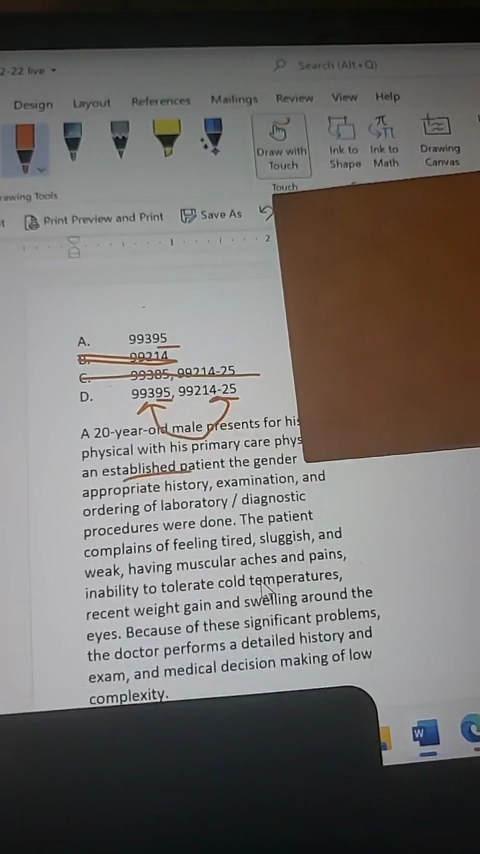 2-22 live
Search (Alt+Q)
Design Layout References Mailings Review View Help
Draw with Touch
Ink to Shape
Ink to Math
Drawing Canvas
Touch
Print Preview and Print
Save As
1 2
A. 99395
B. 99214
C. 99385, 99214-25
D. 99395, 99214-25
A 20-year-old male presents for his
physical with his primary care
an established patient the gender
appropriate history, examination, and
ordering of laboratory / diagnostic
procedures were done. The patient
complains of feeling tired, sluggish, and
weak, having muscular aches and pains,
inability to tolerate cold temperatures,
recent weight gain and swelling around the
eyes. Because of these significant problems,
the doctor performs a detailed history and
exam, and medical decision making of low
complexity.
W